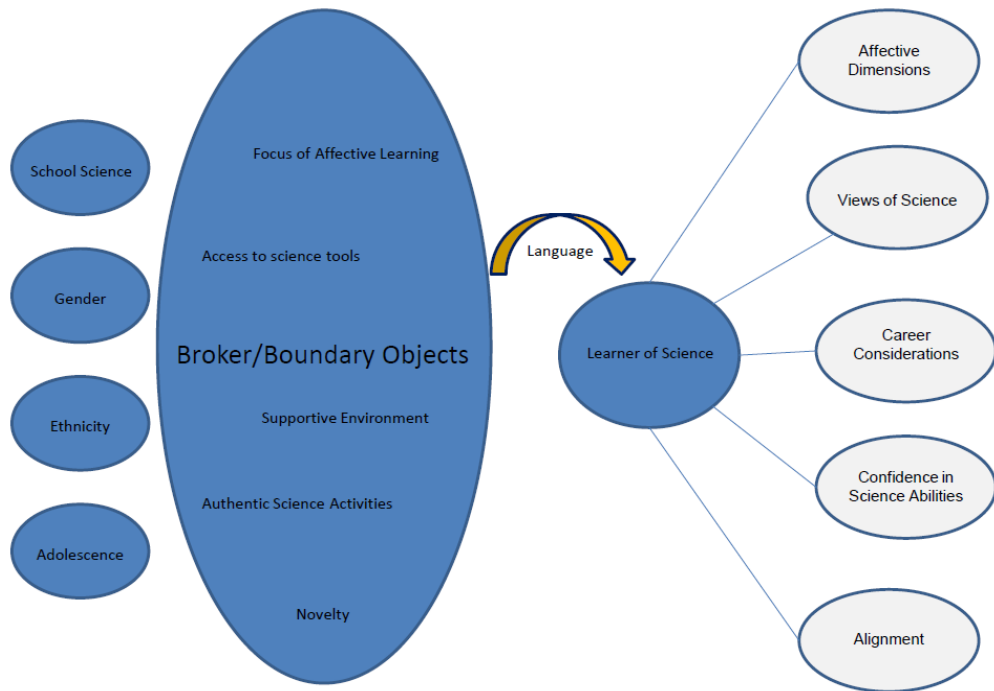 School Science
Gender
Ethnicity
Adolescence
Focus of Affective Learning
Access to science tools
Broker/Boundary Objects
Supportive Environment
Authentic Science Activities
Novelty
Language
Learner of Science
Affective
Dimensions
Views of Science
Career
Considerations
Confidence in
Science Abilities
Alignment